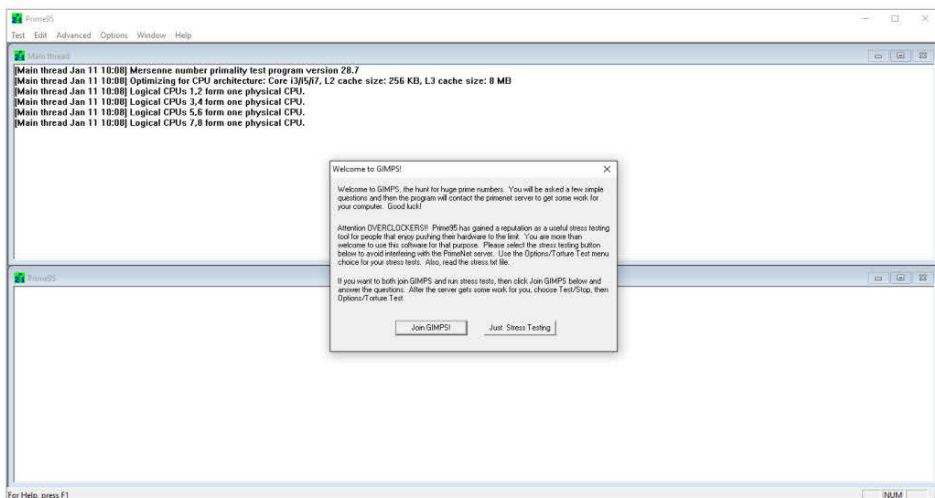 Prime95
Test Edit Advanced Options Window Help
Main thread
[Main thread Jan 11 10:08] Mersenne number primality test program version 28.7
[Main thread Jan 11 10:08] Optimizing for CPU architecture: Core i3/i5/i7, L2 cache size: 256 KB, L3 cache size: 8 MB
[Main thread Jan 11 10:08] Logical CPUs 1,2 form one physical CPU.
[Main thread Jan 11 10:08] Logical CPUs 3,4 form one physical CPU.
[Main thread Jan 11 10:08] Logical CPUs 5,6 form one physical CPU.
[Main thread Jan 11 10:08] Logical CPUs 7,8 form one physical CPU.
Welcome to GIMPS!
Welcome to GIMPS, the hunt for huge prime numbers. You will be asked a few simple
questions and then the program will contact the primenet server to get some work for
your computer. Good luck!
Attention OVERCLOCKERS!! Prime95 has gained a reputation as a useful stress testing
tool for people that enjoy pushing their hardware to the limit. You are more than
welcome to use this software for that purpose. Please select the stress testing button
below to avoid interfering with the PrimeNet server. Use the Options/Torture Test menu
choice for your stress tests. Also, read the stress.txt file.
If you want to both join GIMPS and run stress tests, then click Join GIMPS below and
answer the questions. After the server gets some work for you, choose Test/Stop, then
Options/Torture Test.
Join GIMPS! Just Stress Testing
Prime95
For Help, press F1
NUM